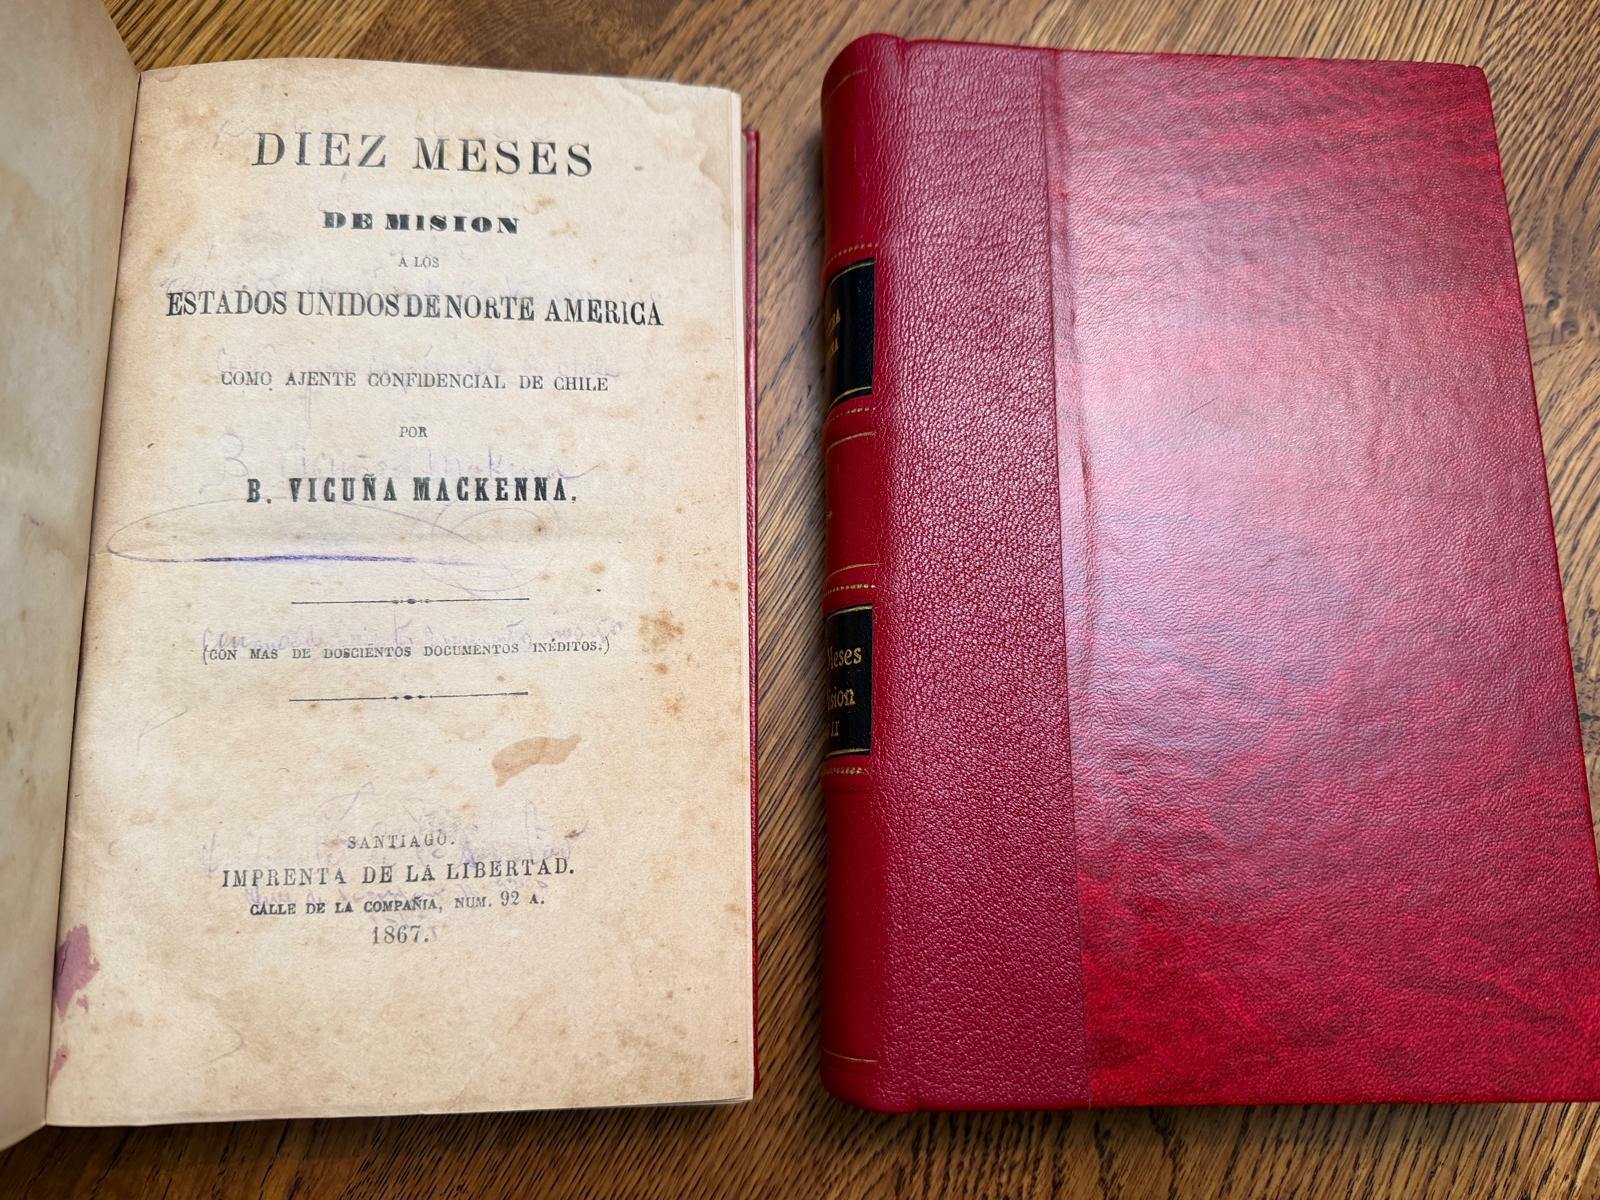 DIEZ MESES
DE MISION
A LOS
ESTADOS UNIDOS DE NORTE AMERICA
COMO AJENTE CONFIDENCIAL DE CHILE
POR
B. VICUÑA MACKENNA.
(CON MAS DE DOSCIENTOS DOCUMENTOS INÉDITOS.)
SANTIAGO.
IMPRENTA DE LA LIBERTAD.
CALLE DE LA COMPAÑIA, NUM. 92 A.
1867.
Meses
II